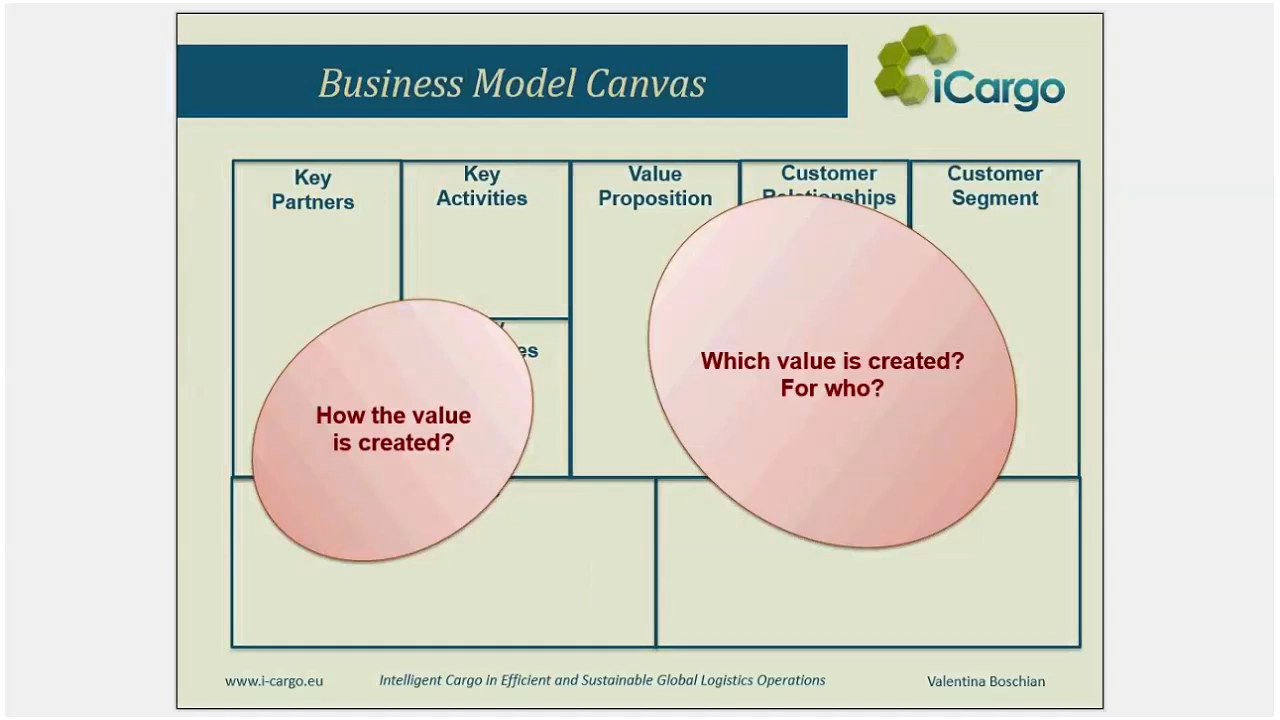 Business Model Canvas
iCargo
Key
Partners
Key
Activities
Value
Proposition
Customer
Customer
Segment
How the value
is created?
Which value is created?
For who?
www.i-cargo.eu
Intelligent Cargo in Efficient and Sustainable Global Logistics Operations
Valentina Boschian